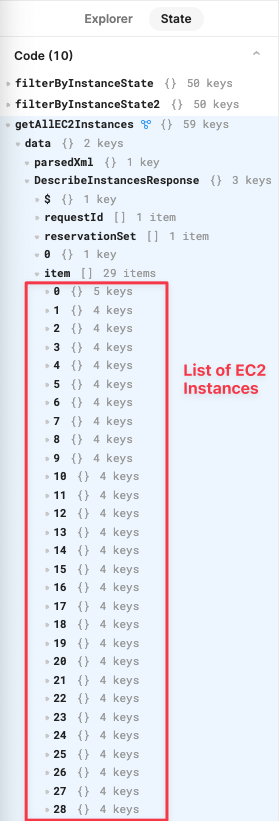 Explorer State
Code (10)
filterByInstanceState {} 50 keys
filterByInstanceState2 {} 50 keys
getAllEC2Instances {} 59 keys
data {} 2 keys
parsedXml {} 1 key
DescribeInstancesResponse {} 3 keys
$ {} 1 key
requestId [] 1 item
reservationSet [] 1 item
0 {} 1 key
item [] 29 items
0 {} 5 keys
1 {} 4 keys
2 {} 4 keys
3 {} 4 keys
4 {} 4 keys
5 {} 4 keys
6 {} 4 keys
7 {} 4 keys
8 {} 4 keys
9 {} 4 keys
10 {} 4 keys
11 {} 4 keys
12 {} 4 keys
13 {} 4 keys
14 {} 4 keys
15 {} 4 keys
16 {} 4 keys
17 {} 4 keys
18 {} 4 keys
19 {} 4 keys
20 {} 4 keys
21 {} 4 keys
22 {} 4 keys
23 {} 4 keys
24 {} 4 keys
25 {} 4 keys
26 {} 4 keys
27 {} 4 keys
28 {} 4 keys
List of EC2
Instances